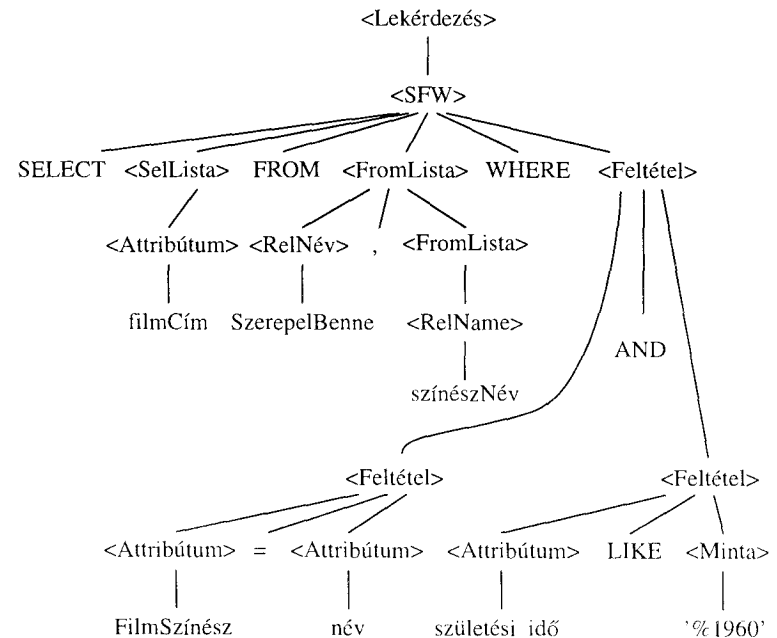 <Lekérdezés>
<SFW>
SELECT <SelLista> FROM <FromLista> WHERE <Feltétel>
<Attribútum> <RelNév> , <FromLista>
filmCím SzerepelBenne <RelName>
AND
színészNév
<Feltétel> <Feltétel>
<Attribútum> = <Attribútum> <Attribútum> LIKE <Minta>
FilmSzínész név születési idő '%1960'